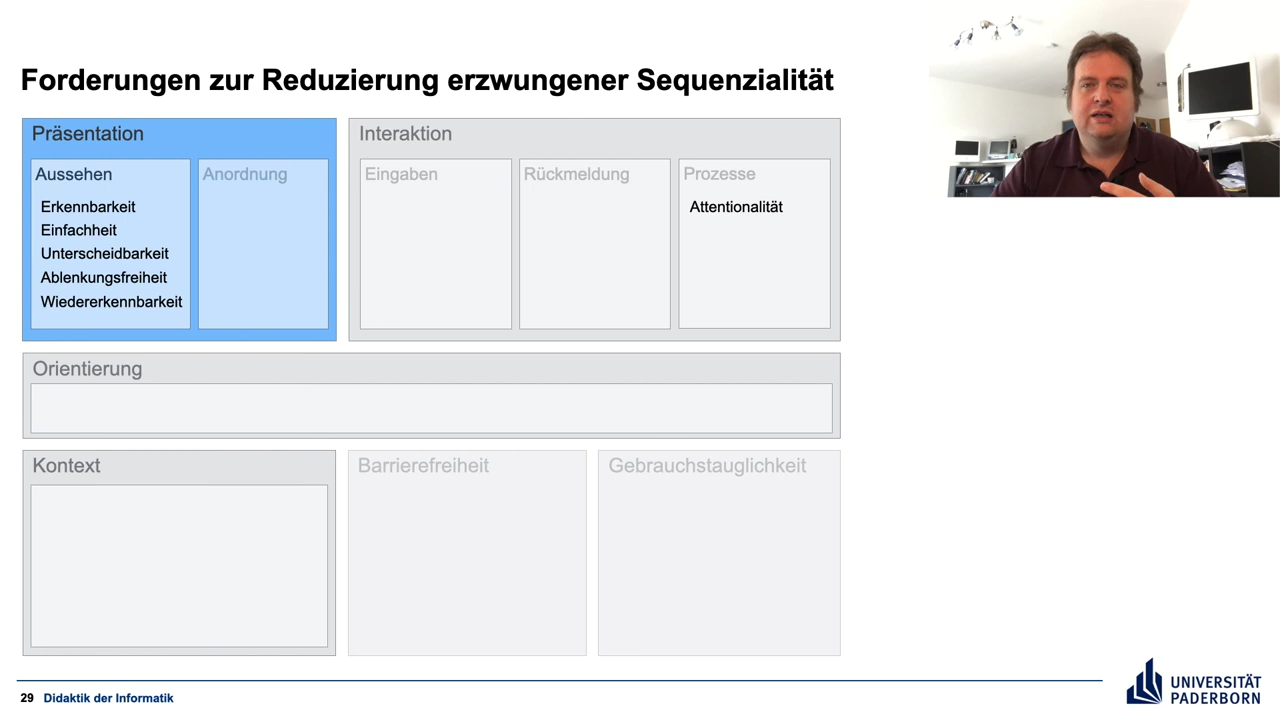 Forderungen zur Reduzierung erzwungener Sequenzialität
Präsentation
Aussehen
Erkennbarkeit
Einfachheit
Unterscheidbarkeit
Ablenkungsfreiheit
Wiedererkennbarkeit
Anordnung
Interaktion
Eingaben
Rückmeldung
Prozesse
Attentionalität
Orientierung
Kontext
Barrierefreiheit
Gebrauchstauglichkeit
29 Didaktik der Informatik
UNIVERSITÄT
PADERBORN